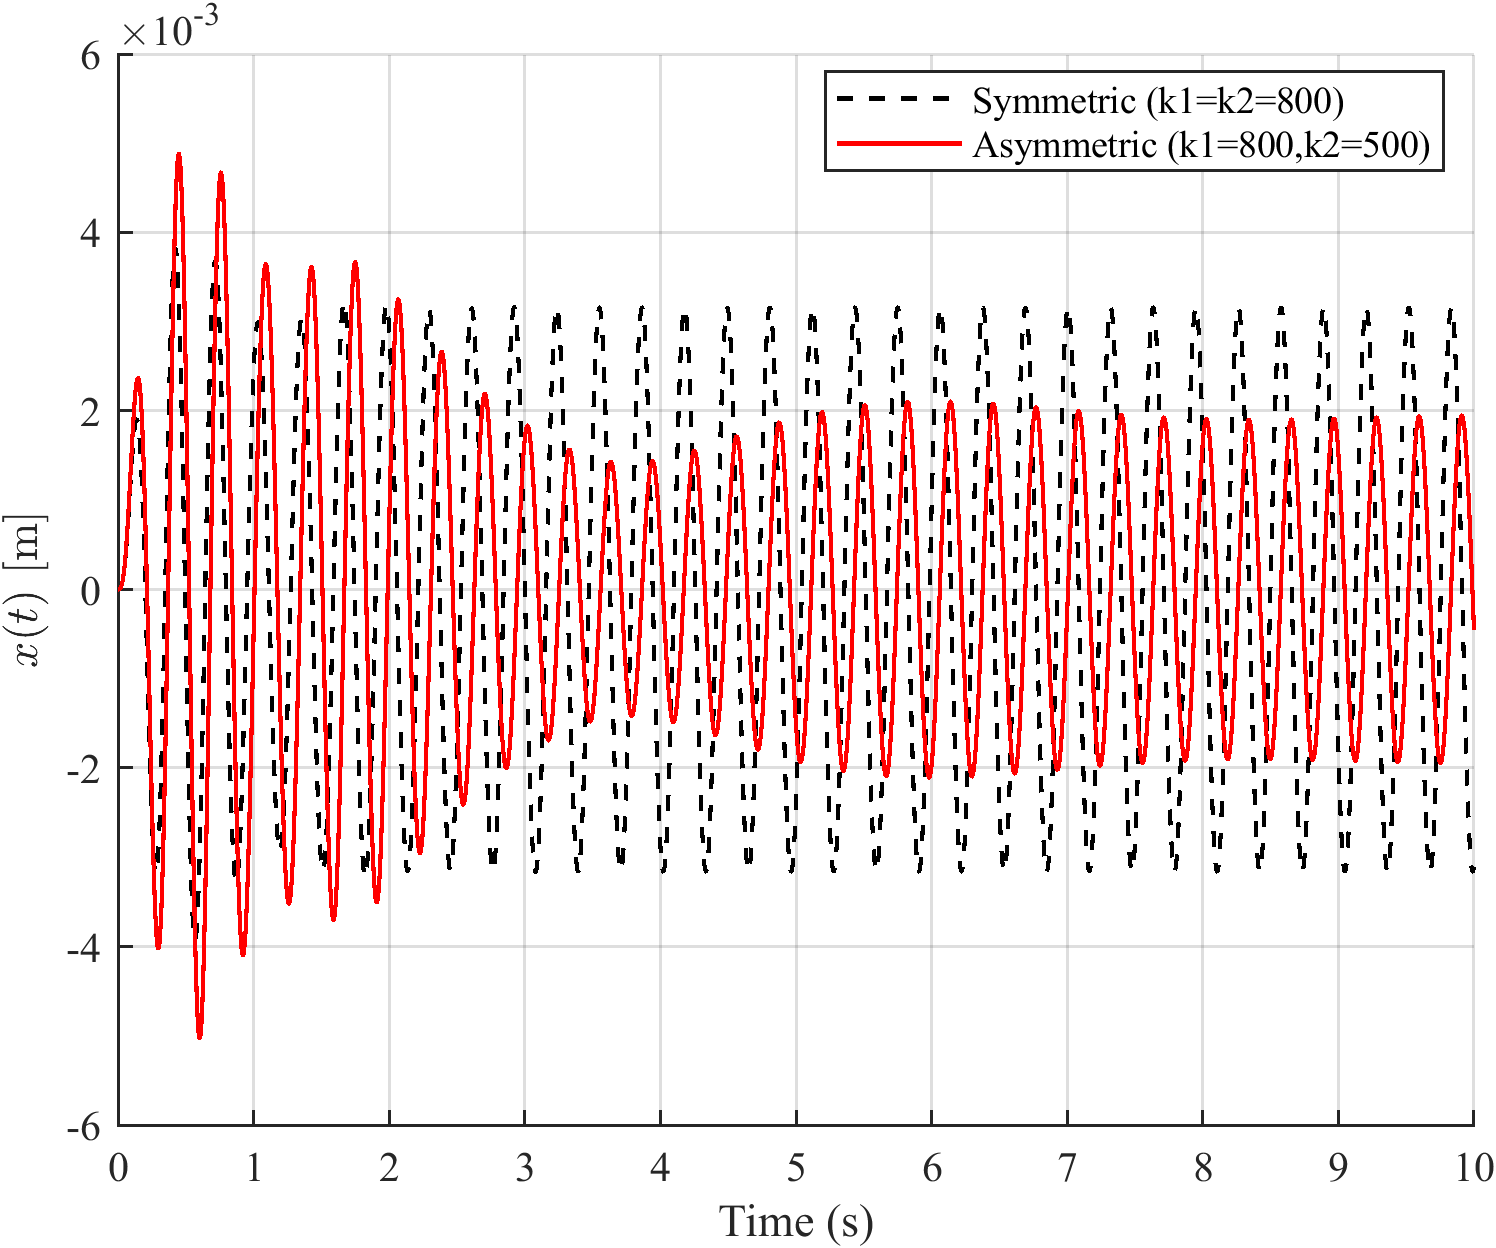 ×10-3
Symmetric (k1=k2=800)
Asymmetric (k1=800,k2=500)
6
4
2
0
-2
-4
-6
x(t) [m]
0 1 2 3 4 5 6 7 8 9 10
Time (s)